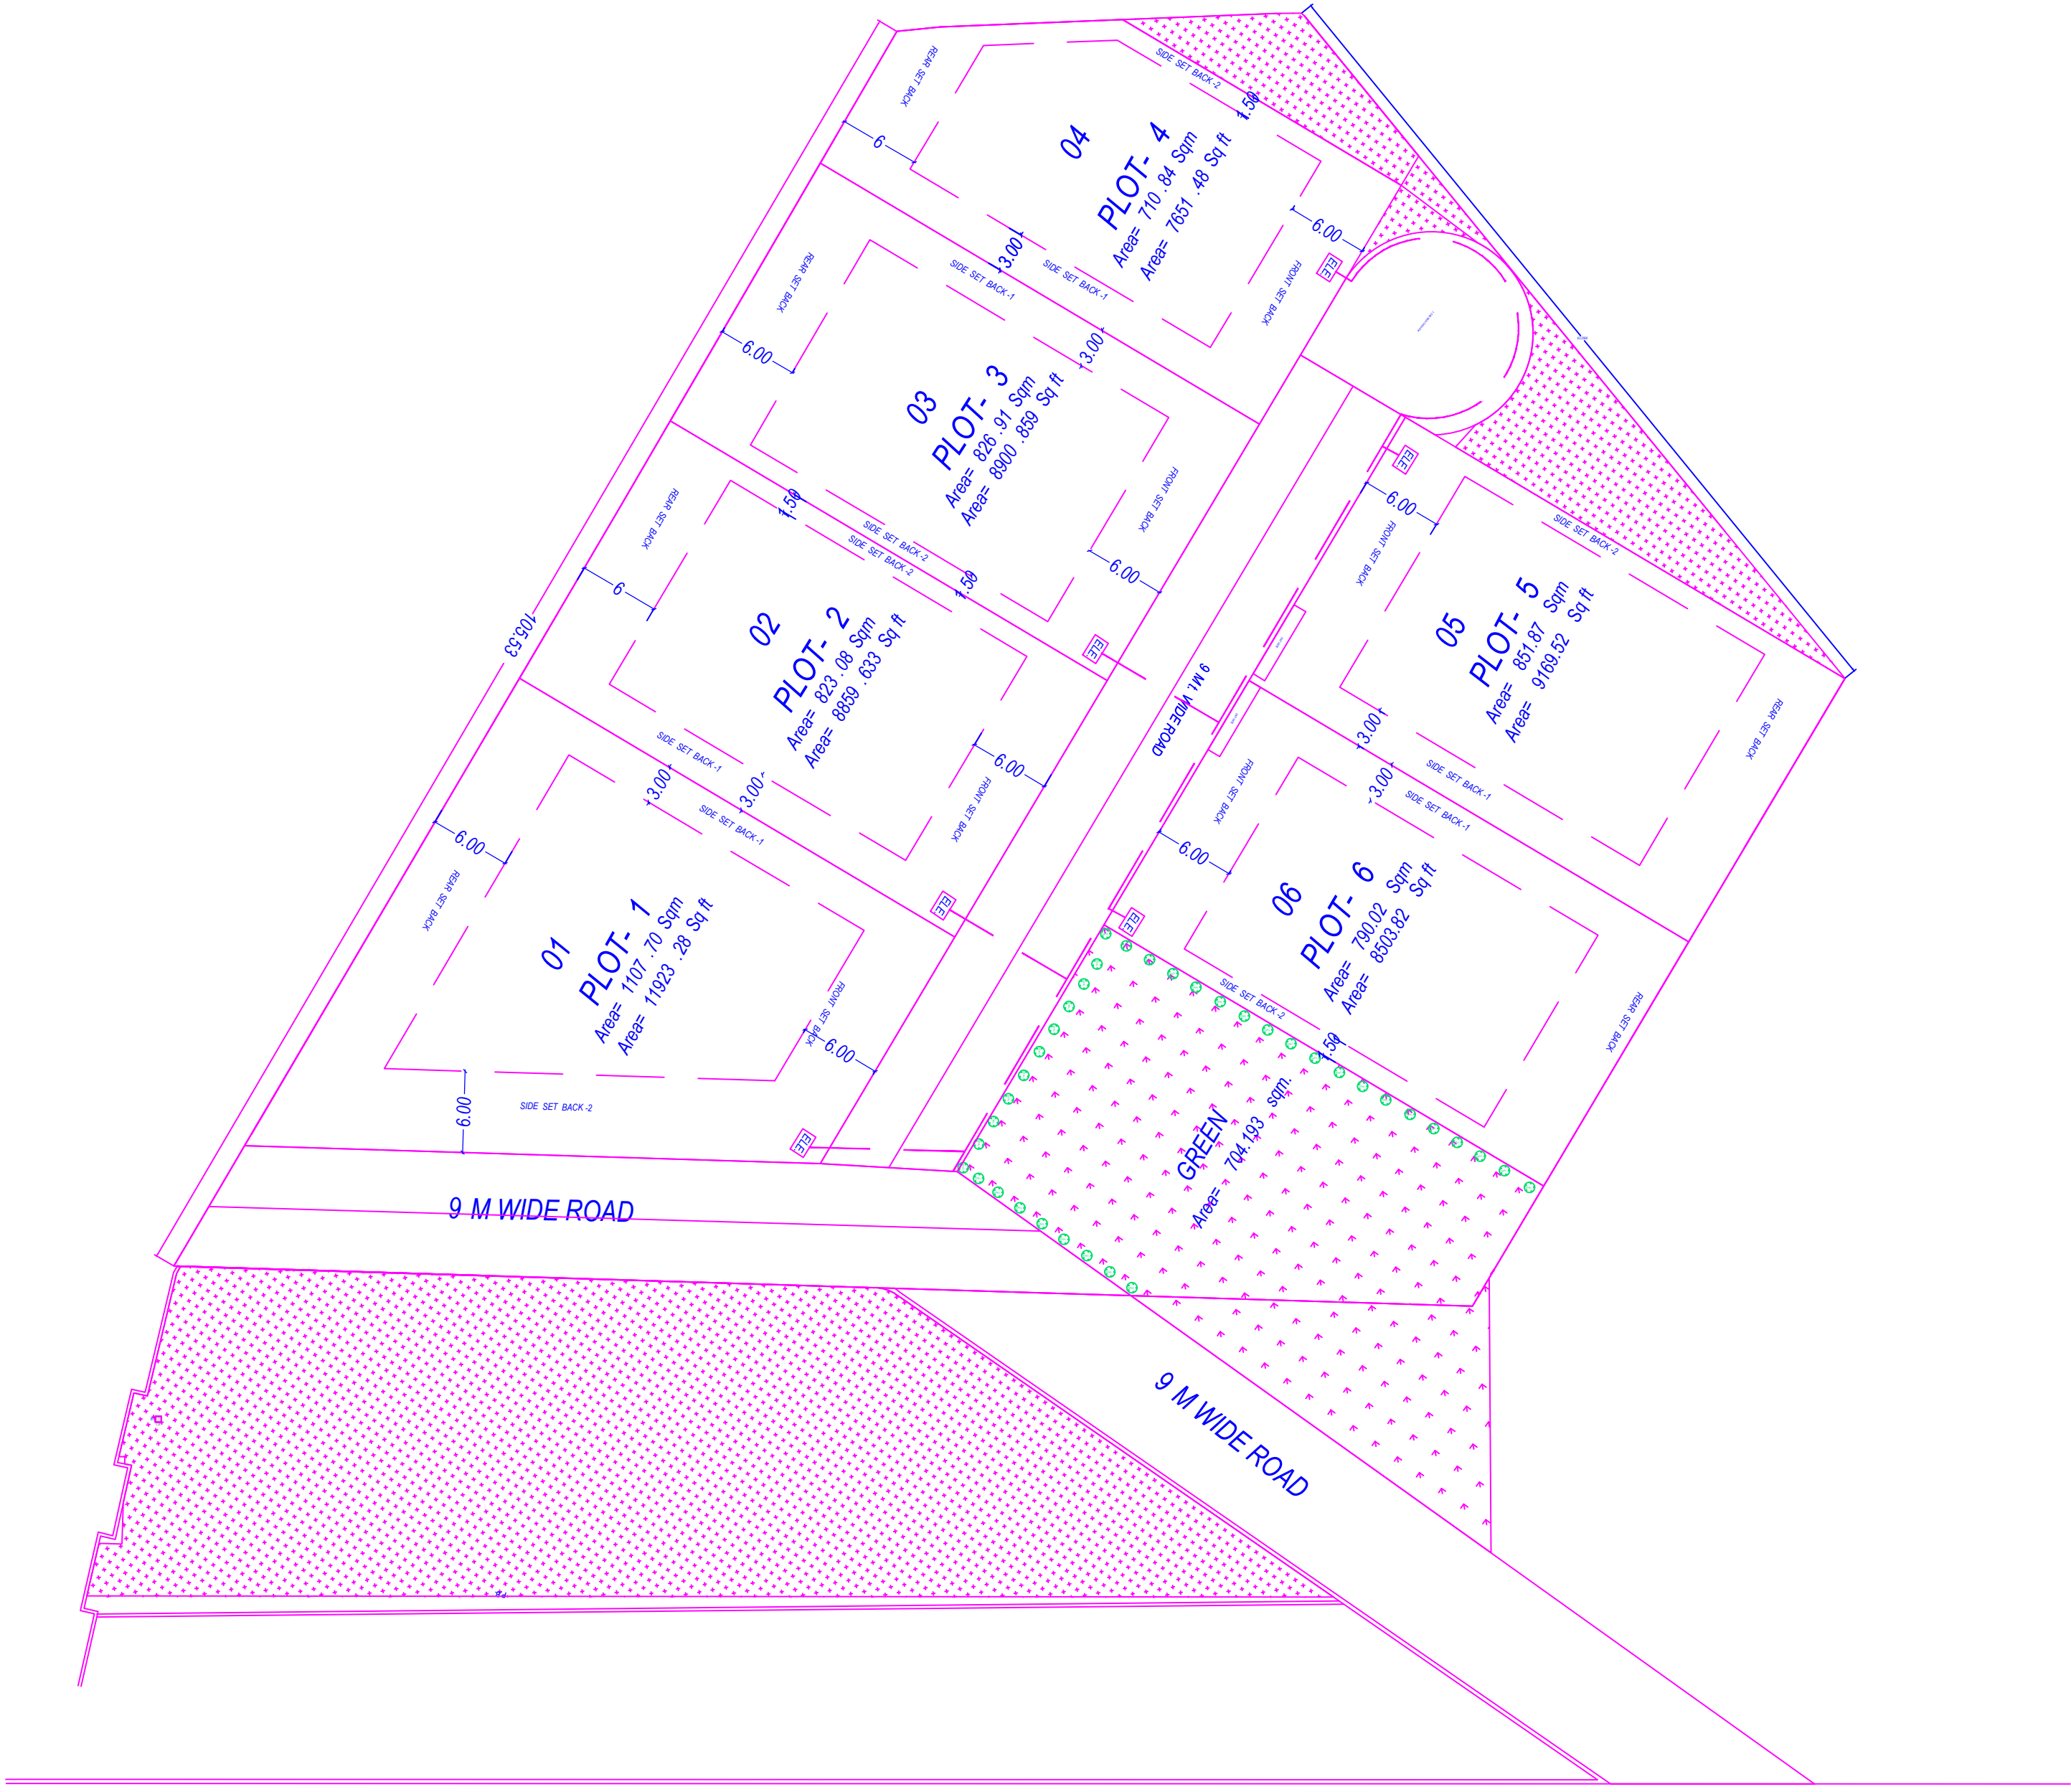 REAR SET BACK
SIDE SET BACK-2
1.50
04
PLOT- 4
Area= 710 .84 Sqm
Area= 7651 .48 Sq ft
6
6.00
ELE
3.00
SIDE SET BACK-1
FRONT SET BACK
REAR SET BACK
SIDE SET BACK-1
3.00
6.00
03
PLOT- 3
Area= 826 .91 Sqm
Area= 8900 .859 Sq ft
FRONT SET BACK
6.00
1.50
SIDE SET BACK-2
REAR SET BACK
SIDE SET BACK-2
1.50
6
105.53
02
PLOT- 2
Area= 823 .08 Sqm
Area= 8859 .633 Sq ft
ELE
6.00
FRONT SET BACK
SIDE SET BACK-1
3.00
3.00
SIDE SET BACK-1
6.00
REAR SET BACK
01
PLOT- 1
Area= 1107 .70 Sqm
Area= 11923 .28 Sq ft
ELE
FRONT SET BACK
6.00
6.00
SIDE SET BACK-2
ELE
9 Mt. WIDE ROAD
ELE
6.00
FRONT SET BACK
SIDE SET BACK-2
05
PLOT- 5
Area= 851.87 Sqm
Area= 9169.52 Sq ft
REAR SET BACK
3.00
SIDE SET BACK-1
3.00
SIDE SET BACK-1
FRONT SET BACK
6.00
06
PLOT- 6
Area= 790.02 Sqm
Area= 8503.82 Sq ft
ELE
SIDE SET BACK-2
1.50
REAR SET BACK
GREEN
Area= 704.193 sqm.
9 M WIDE ROAD
9 M WIDE ROAD